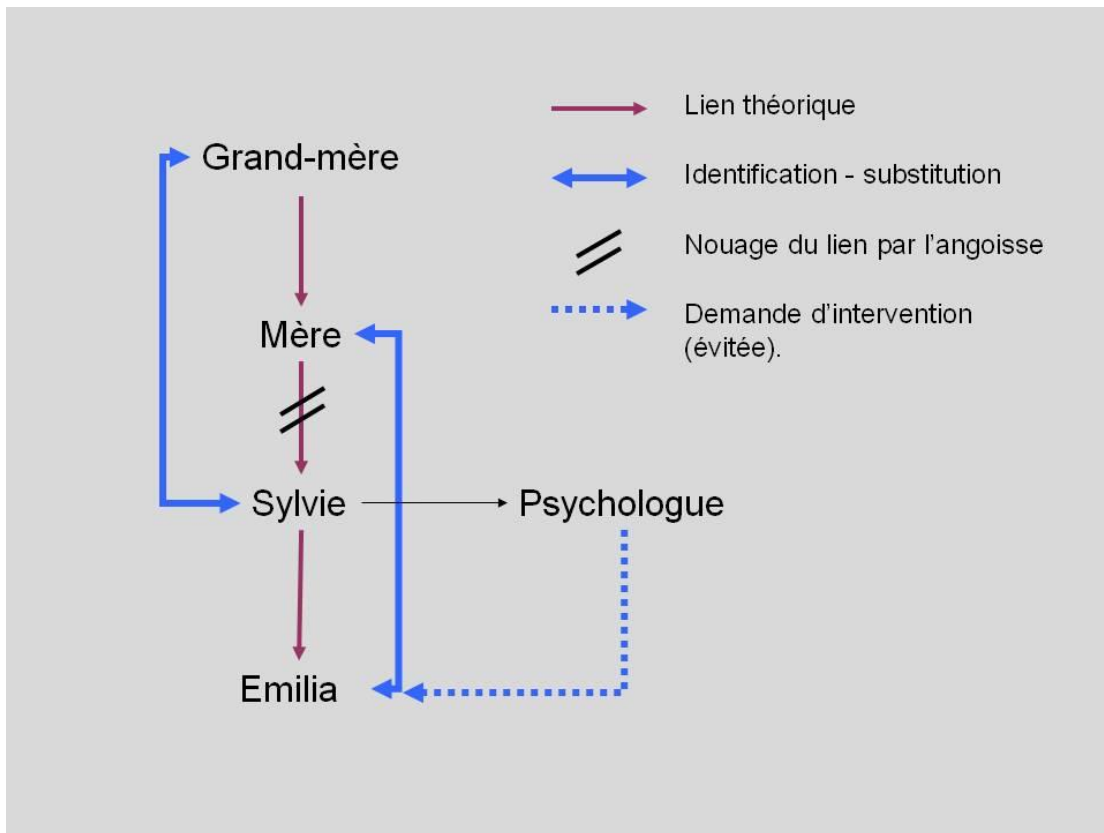 Lien théorique
Grand-mère
Identification - substitution
Nouage du lien par l’angoisse
Mère
Demande d’intervention
(évitée).
Sylvie
Psychologue
Emilia